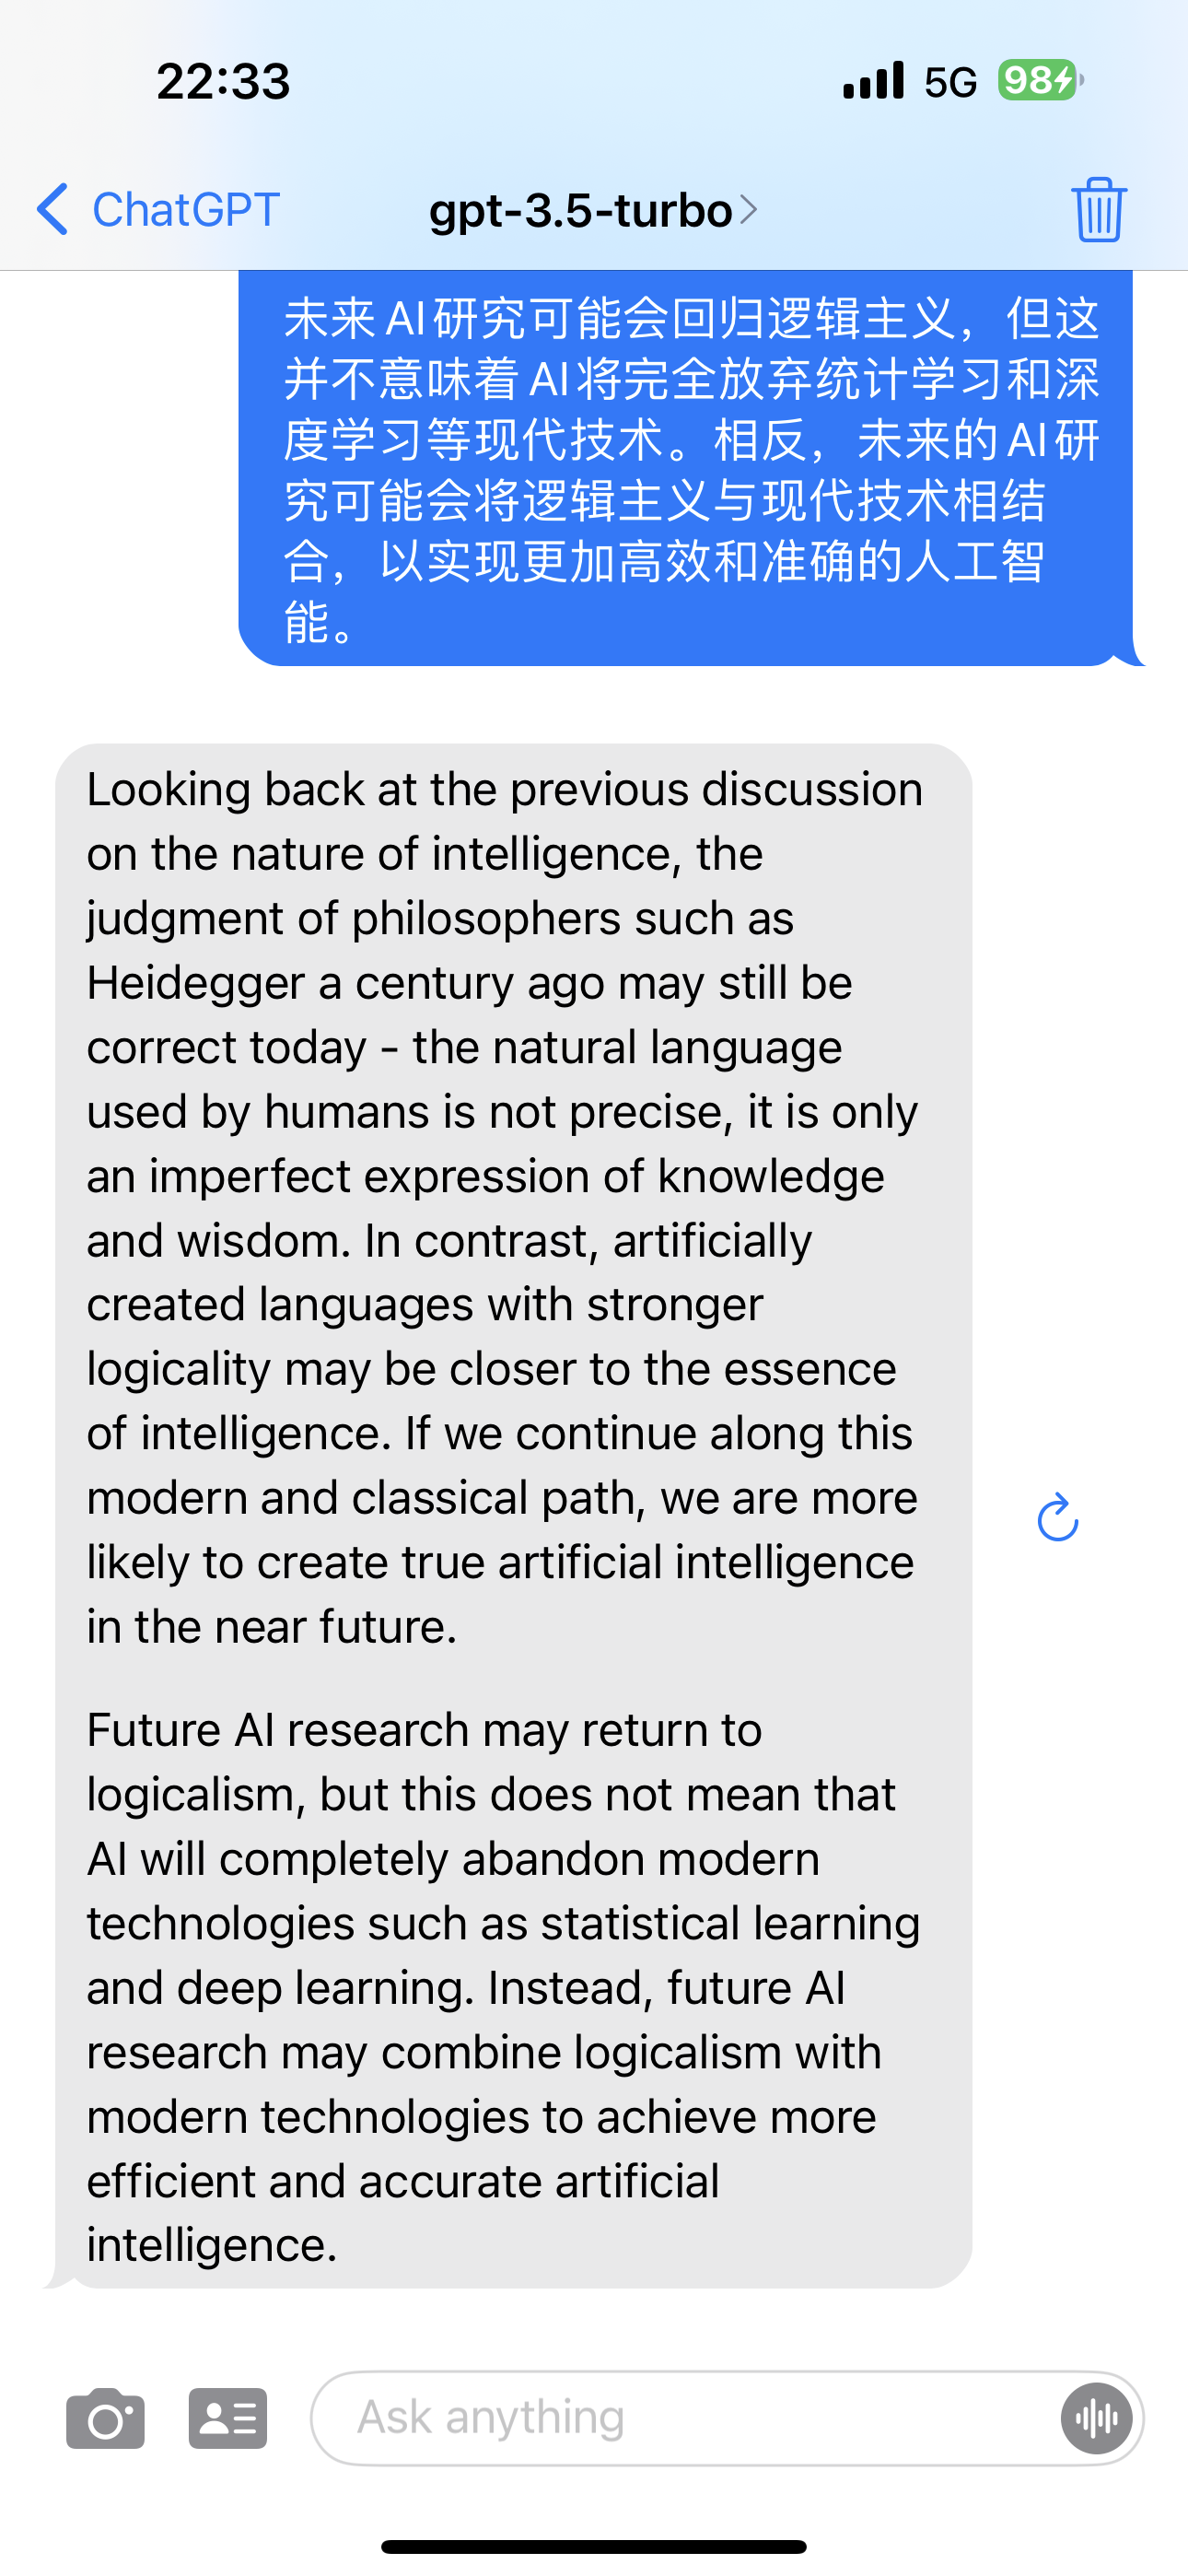 22:33
5G
98
ChatGPT
gpt-3.5-turbo
未来AI研究可能会回归逻辑主义，但这
并不意味着AI将完全放弃统计学习和深
度学习等现代技术。相反，未来的AI研
究可能会将逻辑主义与现代技术相结
合，以实现更加高效和准确的人工智
能。
Looking back at the previous discussion
on the nature of intelligence, the
judgment of philosophers such as
Heidegger a century ago may still be
correct today - the natural language
used by humans is not precise, it is only
an imperfect expression of knowledge
and wisdom. In contrast, artificially
created languages with stronger
logicality may be closer to the essence
of intelligence. If we continue along this
modern and classical path, we are more
likely to create true artificial intelligence
in the near future.
Future AI research may return to
logicalism, but this does not mean that
AI will completely abandon modern
technologies such as statistical learning
and deep learning. Instead, future AI
research may combine logicalism with
modern technologies to achieve more
efficient and accurate artificial
intelligence.
Ask anything